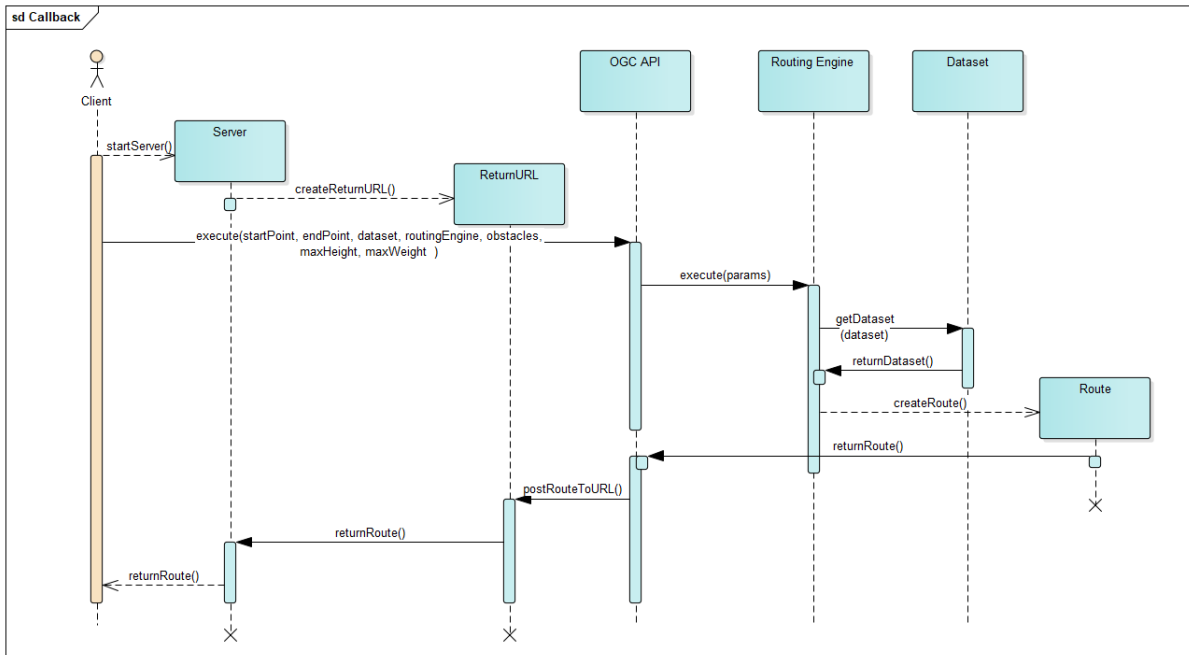 sd Callback
OGC API
Routing Engine
Dataset
Client
Server
startServer()
ReturnURL
createReturnURL()
execute(startPoint, endPoint, dataset, routingEngine, obstacles,
maxHeight, maxWeight  )
execute(params)
getDataset
(dataset)
returnDataset()
Route
createRoute()
returnRoute()
postRouteToURL()
returnRoute()
returnRoute()